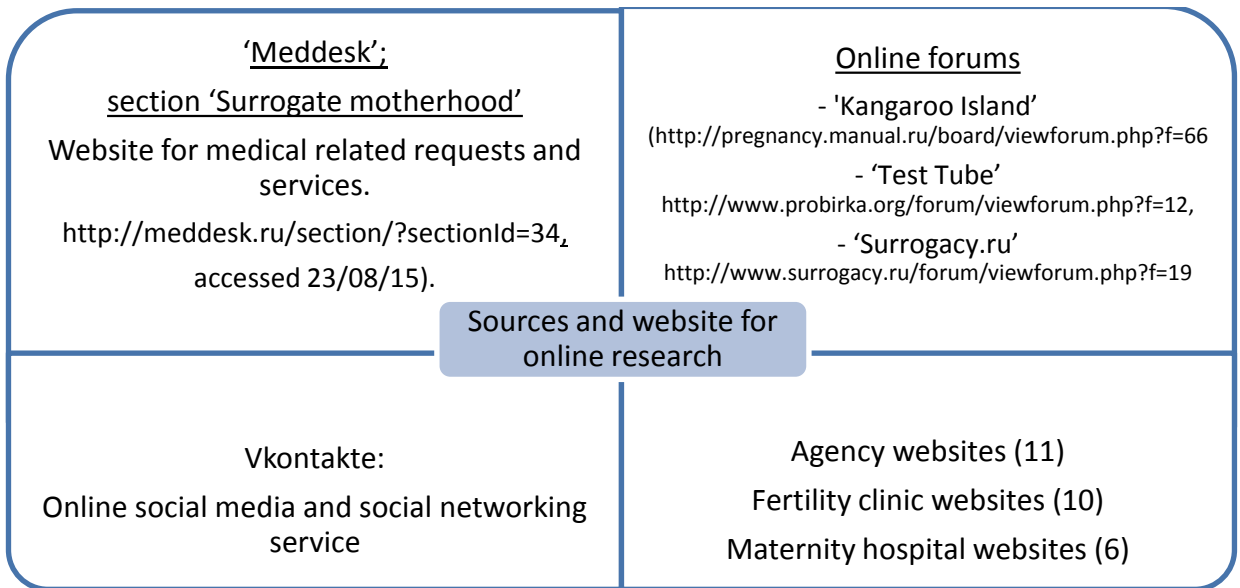 ‘Meddesk’;
section ‘Surrogate motherhood’
Website for medical related requests and
services.
http://meddesk.ru/section/?sectionId=34,
accessed 23/08/15).
Online forums
- 'Kangaroo Island’
(http://pregnancy.manual.ru/board/viewforum.php?f=66
- ‘Test Tube’
http://www.probirka.org/forum/viewforum.php?f=12,
- ‘Surrogacy.ru’
http://www.surrogacy.ru/forum/viewforum.php?f=19
Sources and website for
online research
Vkontakte:
Online social media and social networking
service
Agency websites (11)
Fertility clinic websites (10)
Maternity hospital websites (6)